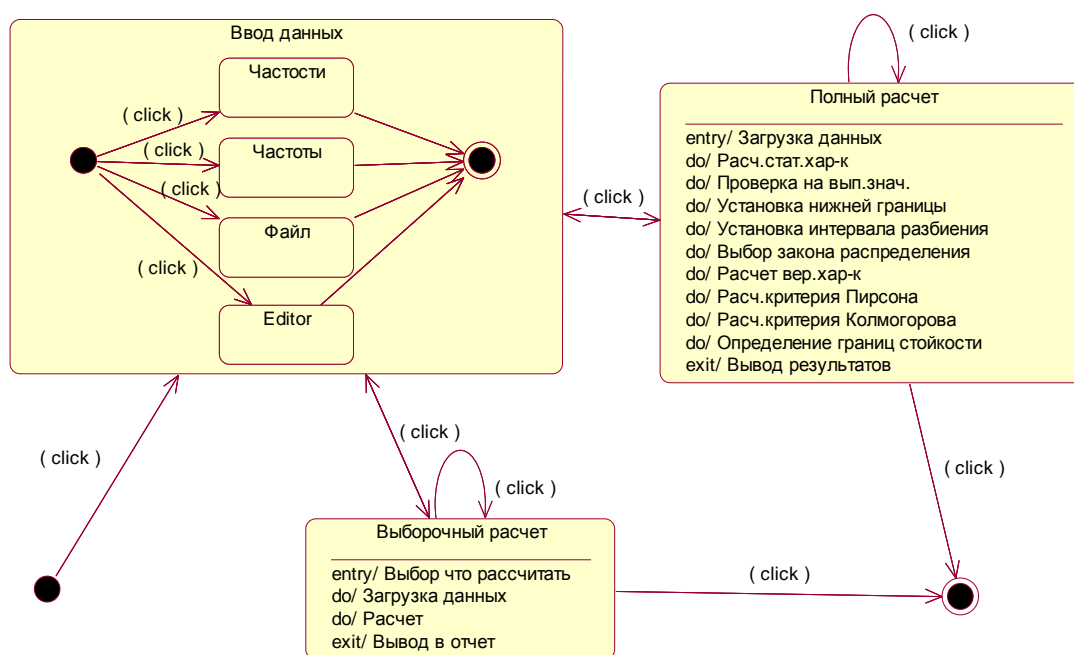 Ввод данных
Частости
( click )
Частоты
( click )
Файл
( click )
Editor
( click )
( click )
( click )
Полный расчет
entry/ Загрузка данных
do/ Расч.стат.хар-к
do/ Проверка на вып.знач.
do/ Установка нижней границы
do/ Установка интервала разбиения
do/ Выбор закона распределения
do/ Расчет вер.хар-к
do/ Расч.критерия Пирсона
do/ Расч.критерия Колмогорова
do/ Определение границ стойкости
exit/ Вывод результатов
( click )
( click )
( click )
( click )
Выборочный расчет
entry/ Выбор что рассчитать
do/ Загрузка данных
do/ Расчет
exit/ Вывод в отчет
( click )